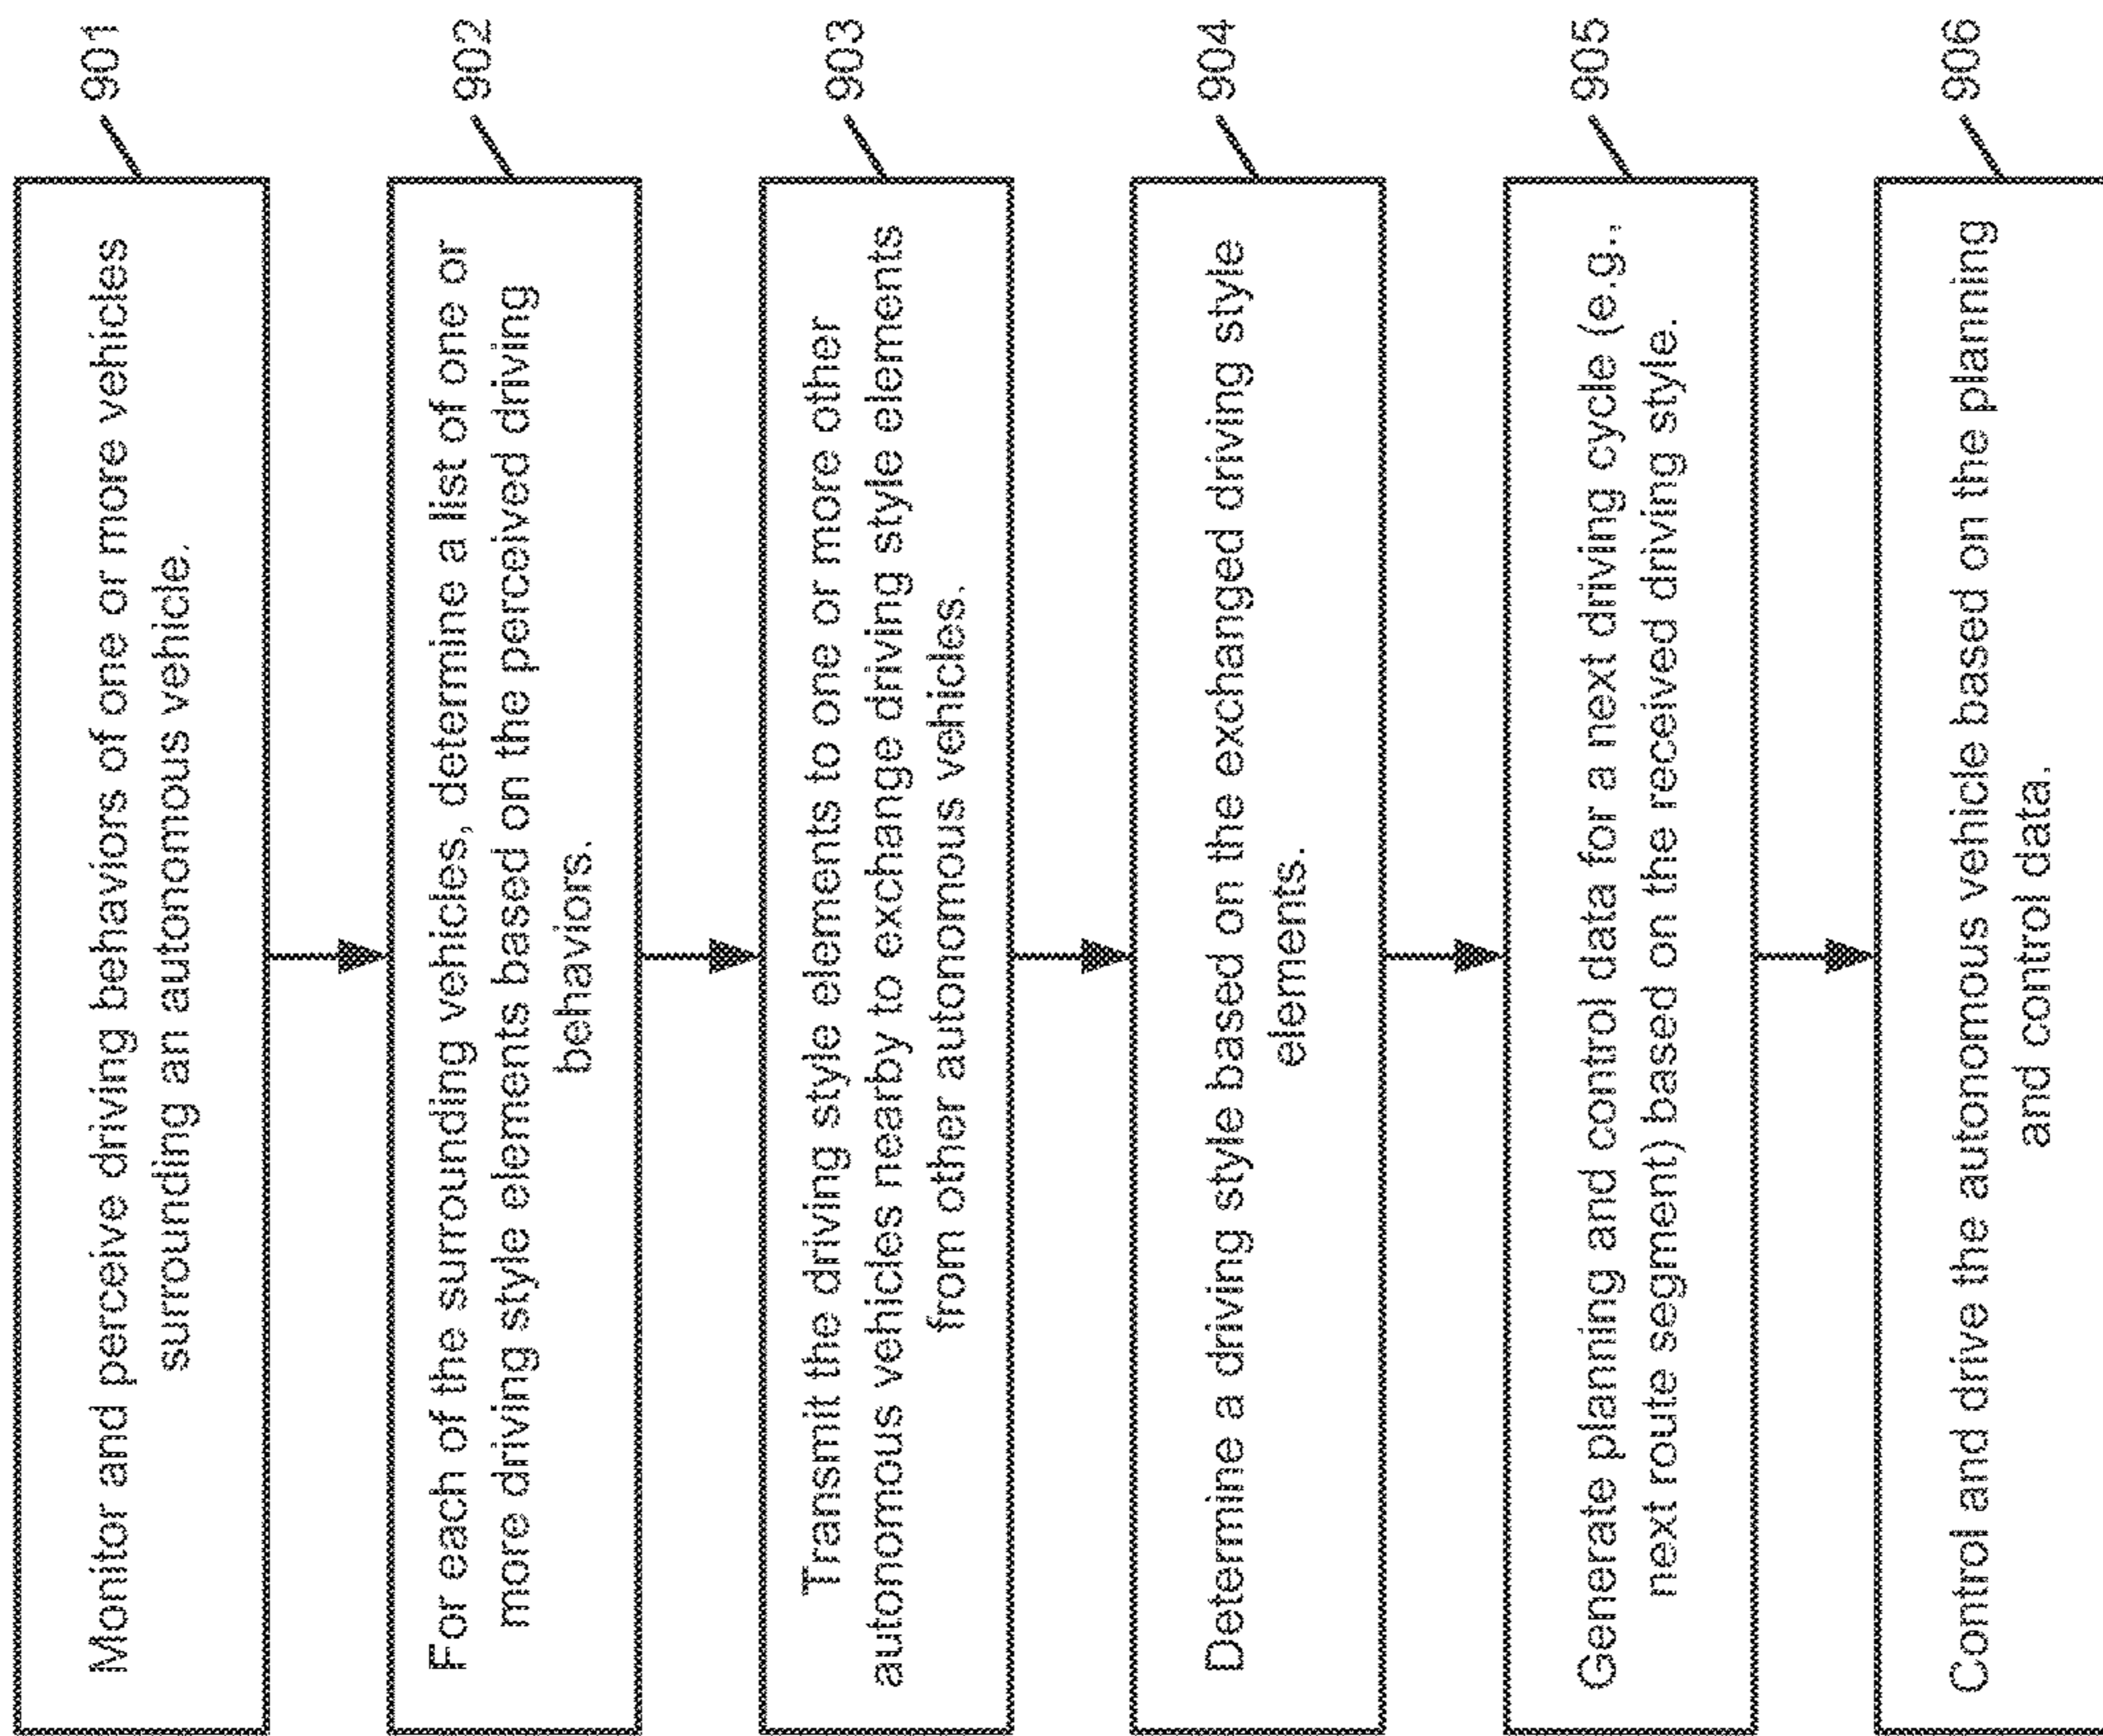 901
Monitor and perceive driving behaviors of one or more vehicles
surrounding an autonomous vehicle.
902
For each of the surrounding vehicles, determine a list of one or
more driving style elements based on the perceived driving
behaviors.
903
Transmit the driving style elements to one or more other
autonomous vehicles nearby to exchange driving style elements
from other autonomous vehicles.
904
Determine a driving style based on the exchanged driving style
elements.
905
Generate planning and control data for a next driving cycle (e.g.,
next route segment) based on the received driving style.
906
Control and drive the autonomous vehicle based on the planning
and control data.